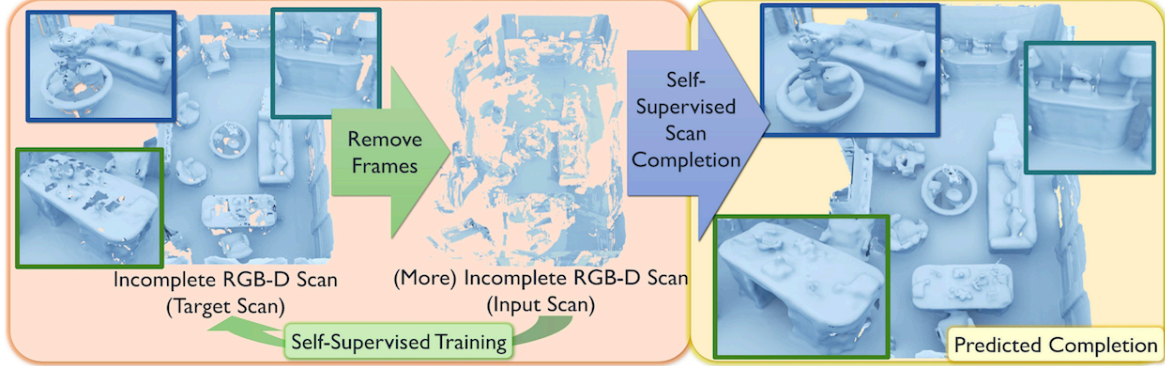 Remove
Frames
Self-
Supervised
Scan
Completion
Incomplete RGB-D Scan
(Target Scan)
(More) Incomplete RGB-D Scan
(Input Scan)
Self-Supervised Training
Predicted Completion